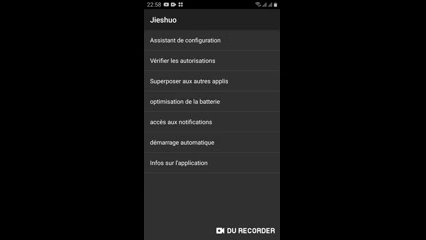 22:58
Jieshuo
Assistant de configuration
Vérifier les autorisations
Superposer aux autres applis
optimisation de la batterie
accès aux notifications
démarrage automatique
Infos sur l'application
DU RECORDER